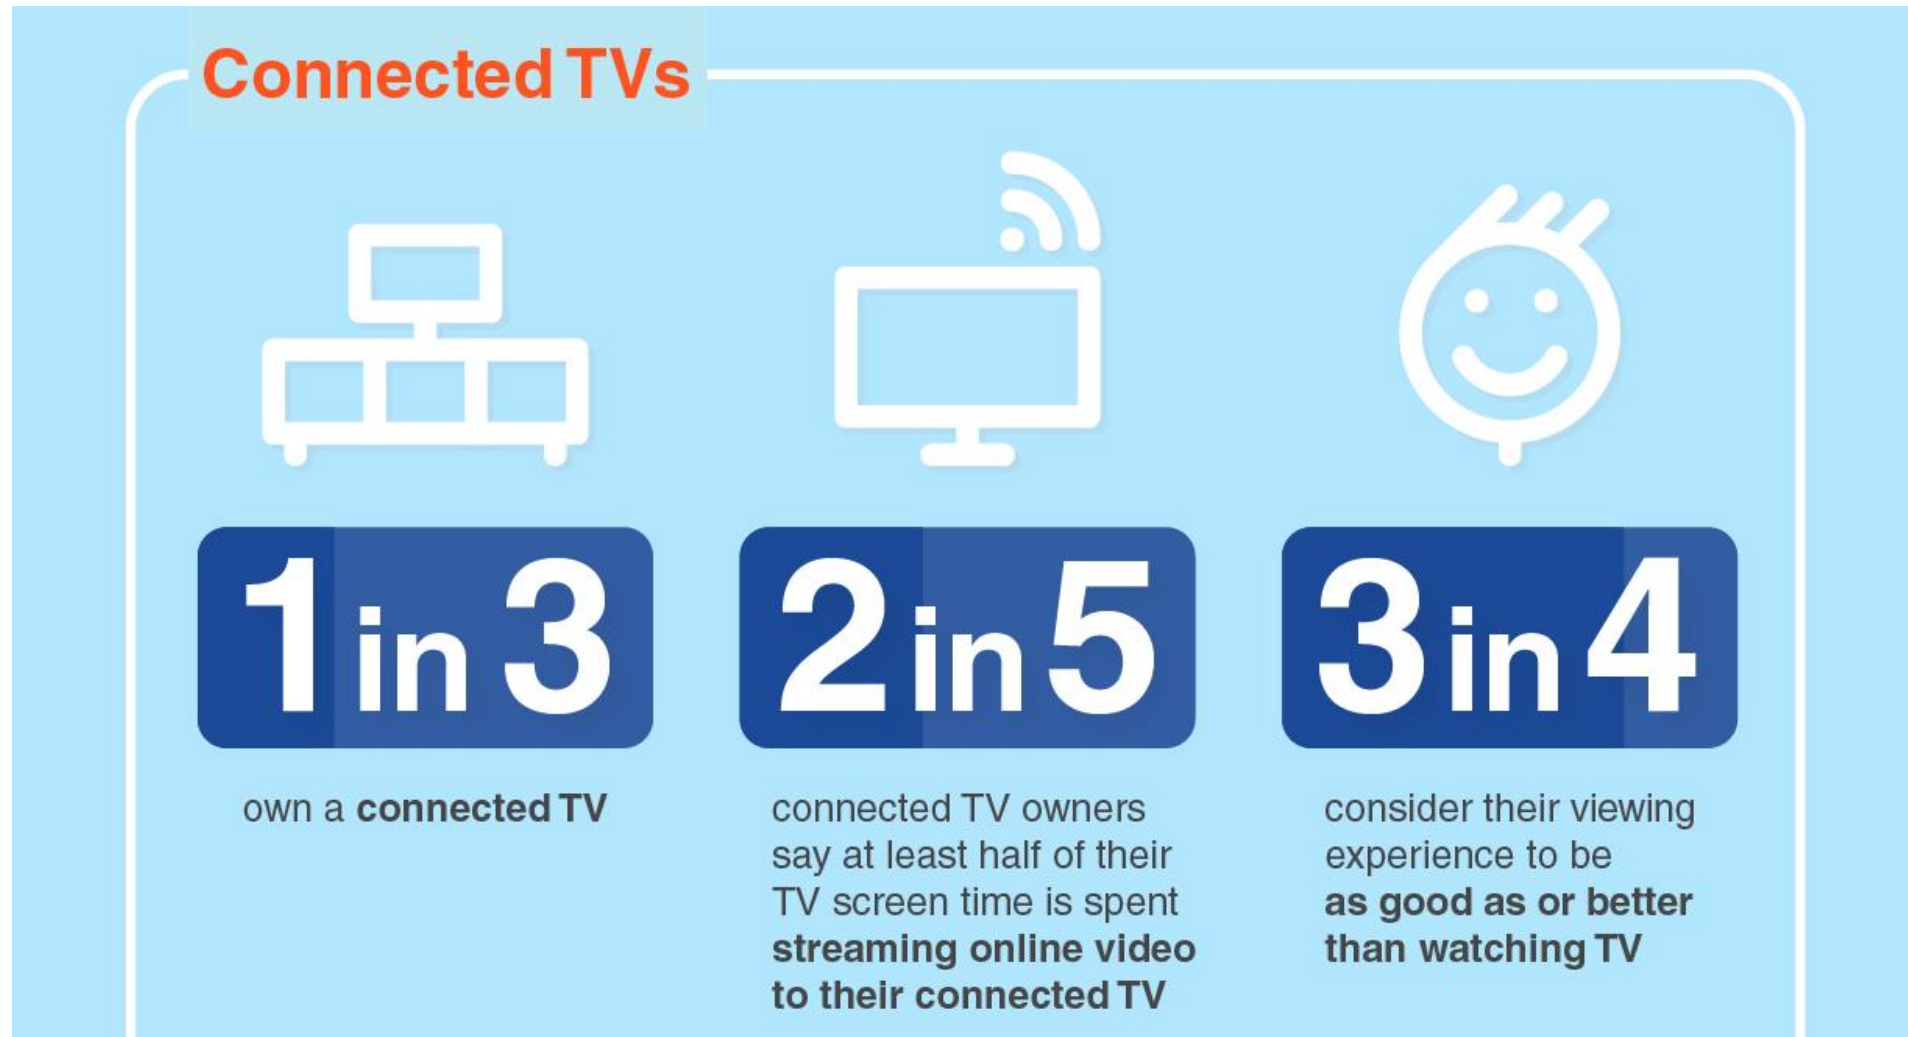 Connected TVs
1 in 3
own a connected TV
2 in 5
connected TV owners
say at least half of their
TV screen time is spent
streaming online video
to their connected TV
3 in 4
consider their viewing
experience to be
as good as or better
than watching TV